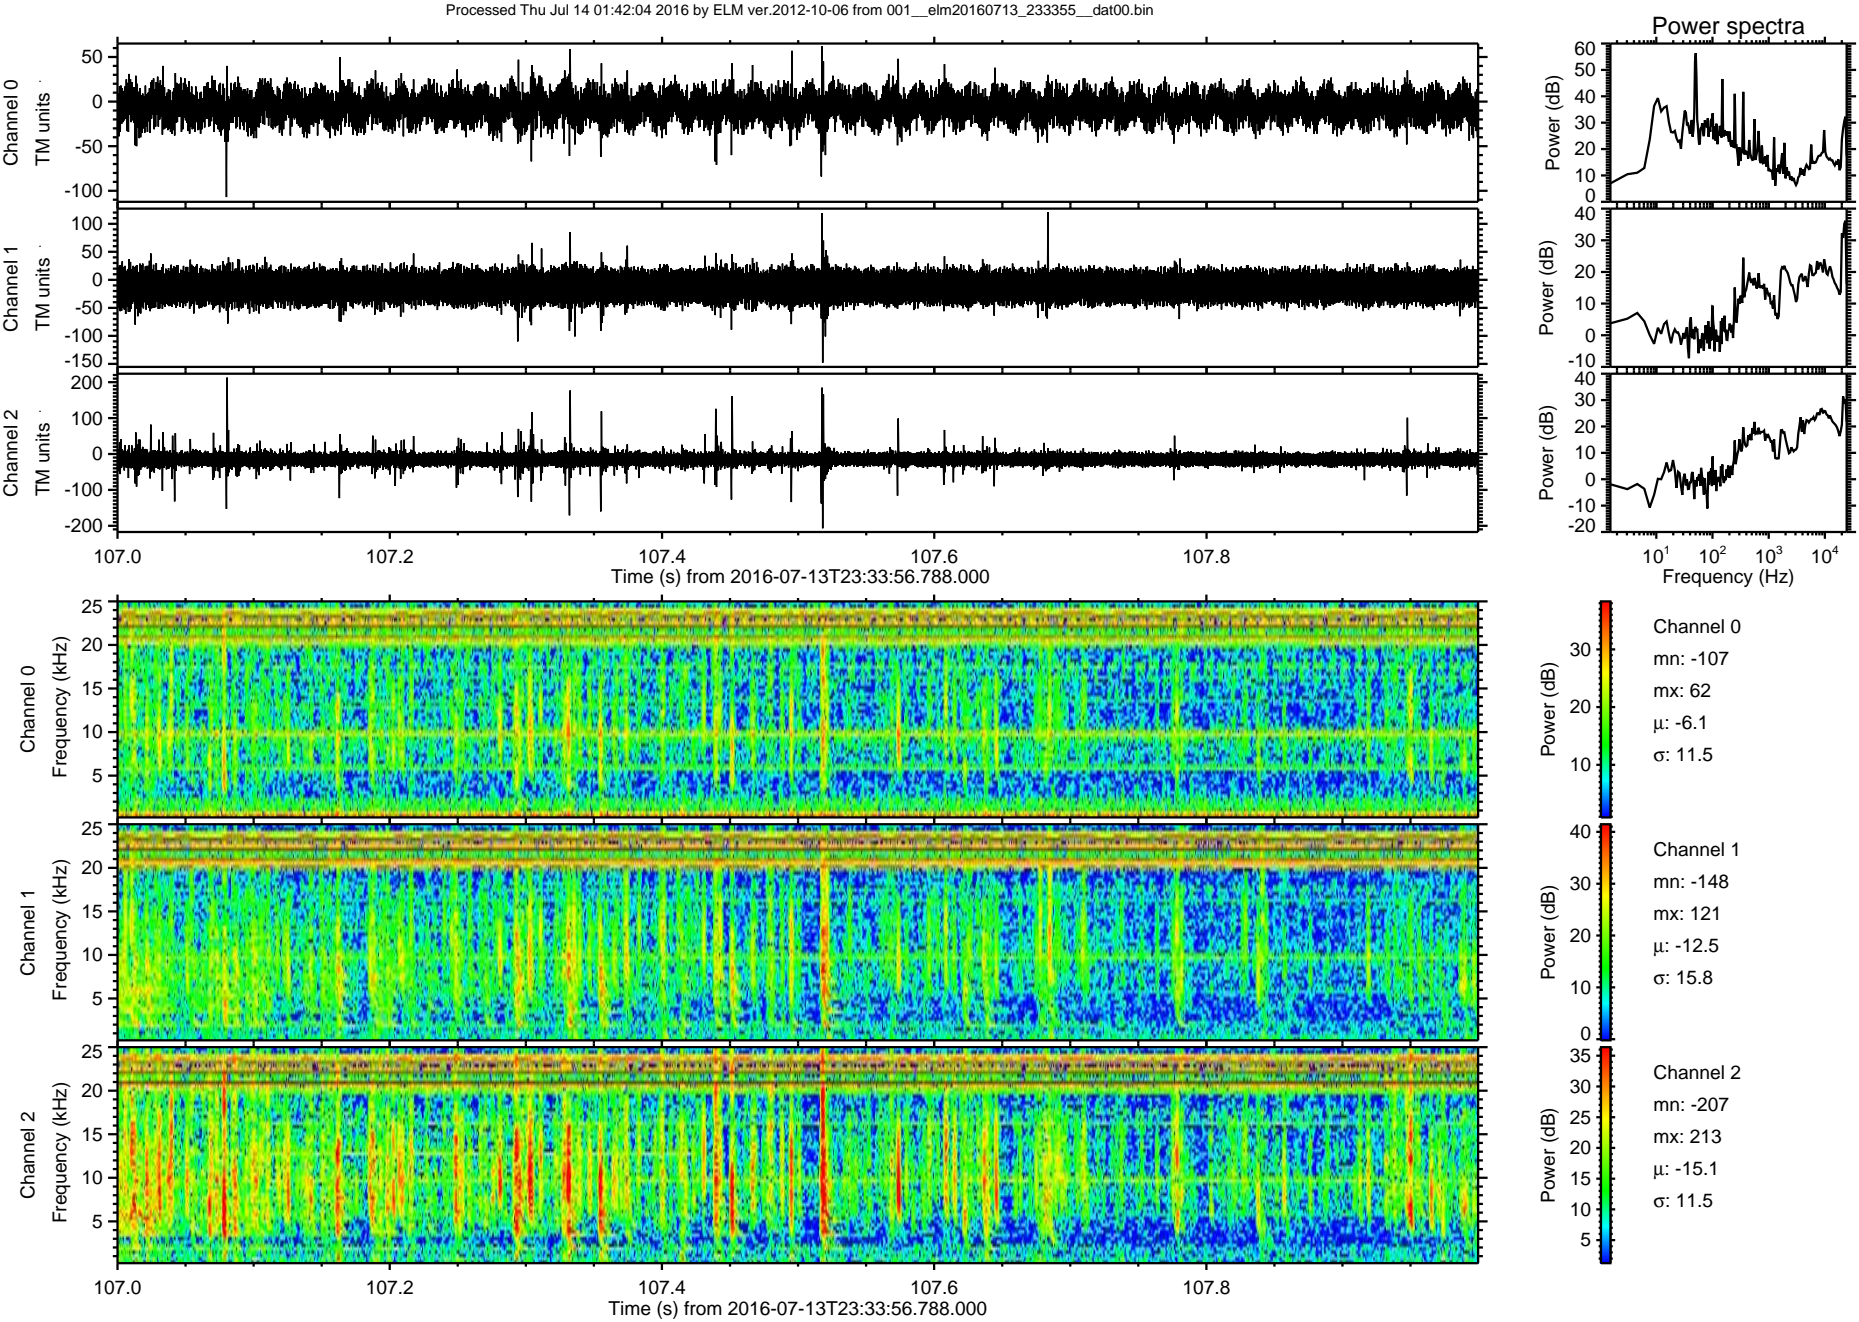 Processed Thu Jul 14 01:42:04 2016 by ELM ver.2012-10-06 from 001__elm20160713_233355__dat00.bin
Power spectra
Channel 0
TM units
50
0
-50
-100
Power (dB)
60
50
40
30
20
10
0
Channel 1
TM units
100
50
0
-50
-100
-150
Power (dB)
40
30
20
10
0
-10
Channel 2
TM units
200
100
0
-100
-200
Power (dB)
40
30
20
10
0
-10
-20
107.0 107.2 107.4 107.6 107.8
Time (s) from 2016-07-13T23:33:56.788.000
10^1 10^2 10^3 10^4
Frequency (Hz)
Channel 0
Frequency (kHz)
25
20
15
10
5
Power (dB)
30
20
10
Channel 0
mn: -107
mx: 62
μ: -6.1
σ: 11.5
Channel 1
Frequency (kHz)
25
20
15
10
5
Power (dB)
40
30
20
10
0
Channel 1
mn: -148
mx: 121
μ: -12.5
σ: 15.8
Channel 2
Frequency (kHz)
25
20
15
10
5
Power (dB)
35
30
25
20
15
10
5
Channel 2
mn: -207
mx: 213
μ: -15.1
σ: 11.5
107.0 107.2 107.4 107.6 107.8
Time (s) from 2016-07-13T23:33:56.788.000